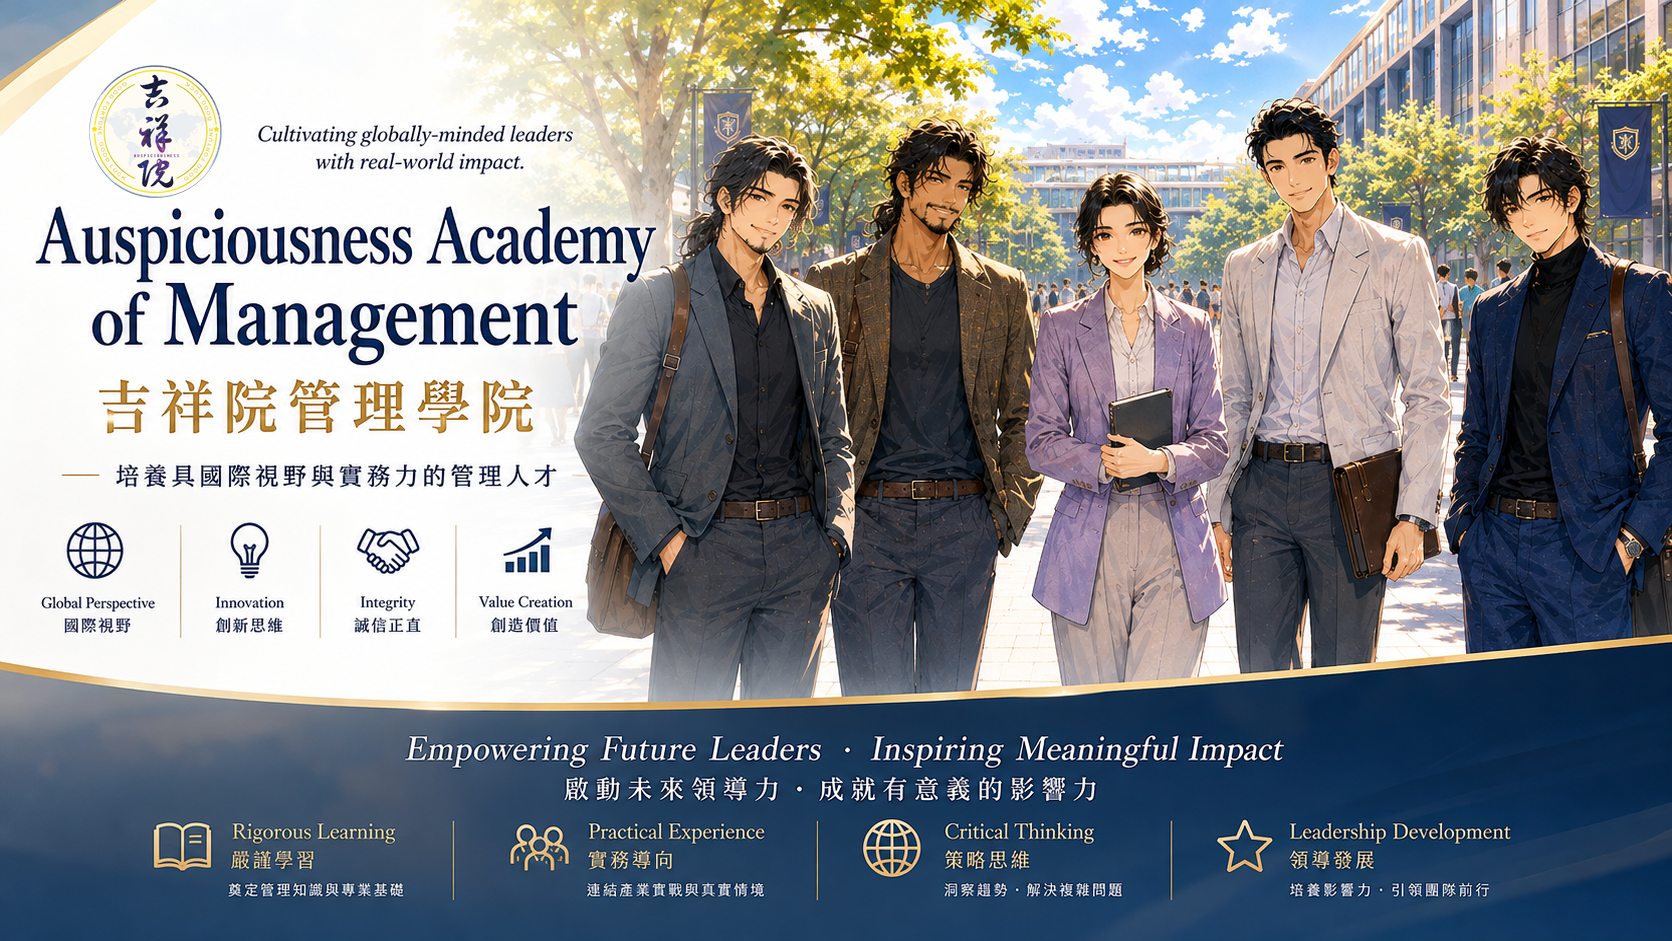 吉祥院
AUSPICIOUSNESS
Cultivating globally-minded leaders
with real-world impact.
Auspiciousness Academy
of Management
吉祥院管理學院
培養具國際視野與實務力的管理人才
Global Perspective
國際視野
Innovation
創新思維
Integrity
誠信正直
Value Creation
創造價值
Empowering Future Leaders · Inspiring Meaningful Impact
啟動未來領導力·成就有意義的影響力
Rigorous Learning
嚴謹學習
奠定管理知識與專業基礎
Practical Experience
實務導向
連結產業實戰與真實情境
Critical Thinking
策略思維
洞察趨勢·解決複雜問題
Leadership Development
領導發展
培養影響力·引領團隊前行